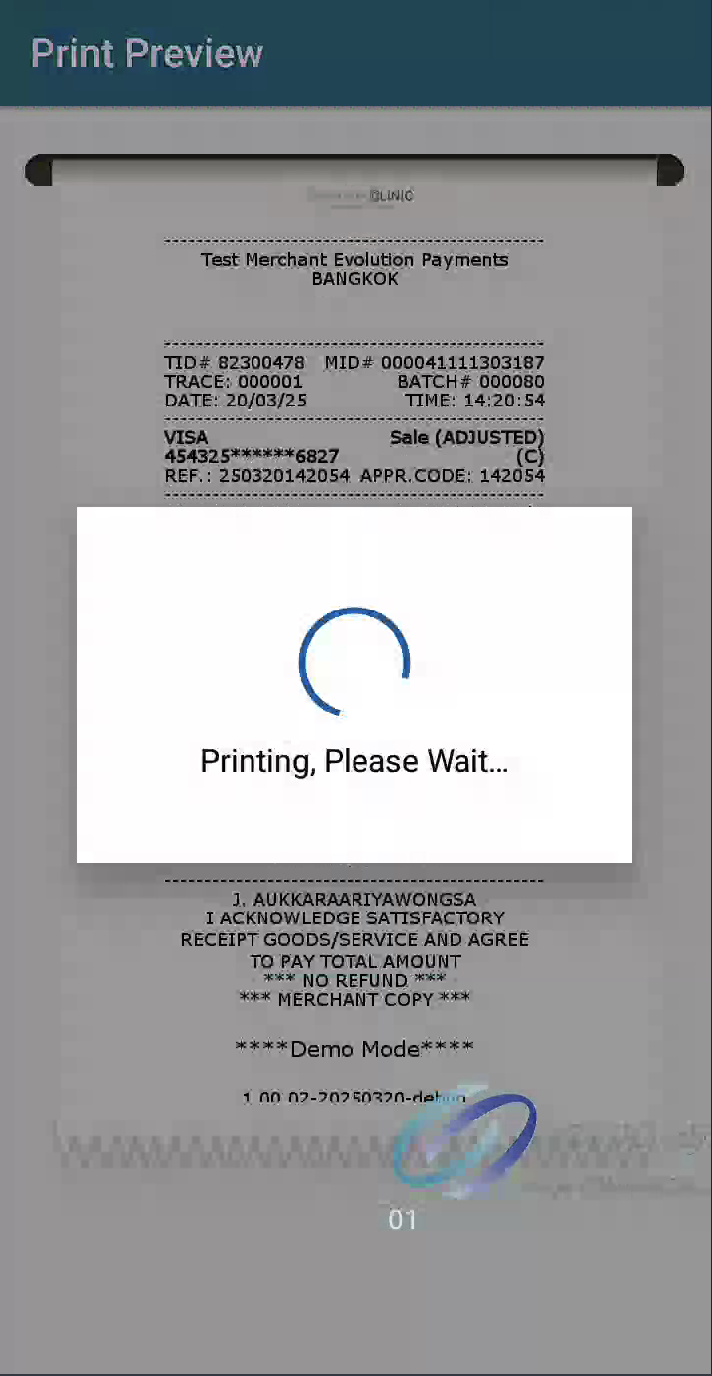 Print Preview
CLINIC
-----------------------------------------------
Test Merchant Evolution Payments
BANGKOK
-----------------------------------------------
TID# 82300478 MID# 000041111303187
TRACE: 000001 BATCH# 000080
DATE: 20/03/25 TIME: 14:20:54
-----------------------------------------------
VISA Sale (ADJUSTED)
454325******6827 (C)
REF.: 250320142054 APPR.CODE: 142054
-----------------------------------------------
Printing, Please Wait...
-----------------------------------------------
J. AUKKARAARIYAWONGSA
I ACKNOWLEDGE SATISFACTORY
RECEIPT GOODS/SERVICE AND AGREE
TO PAY TOTAL AMOUNT
*** NO REFUND ***
*** MERCHANT COPY ***
****Demo Mode****
1.00.02-20250320-debug
01